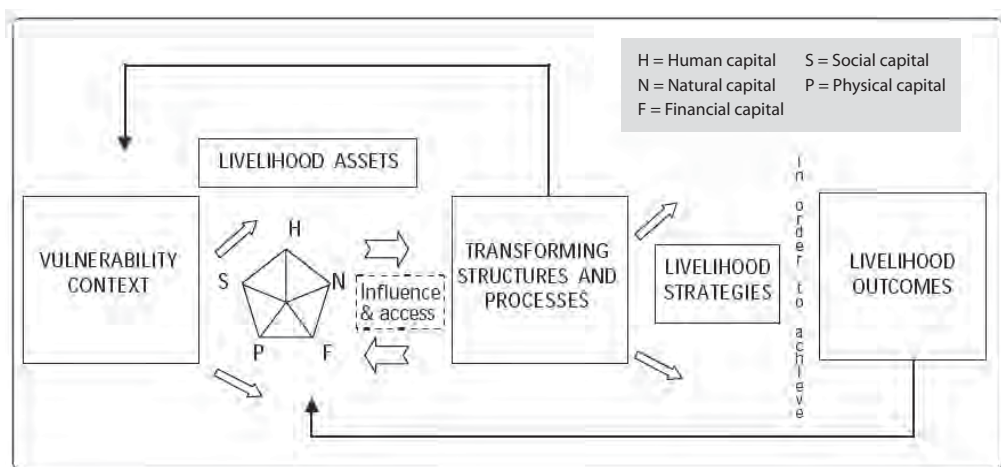 H = Human capital
S = Social capital
N = Natural capital
P = Physical capital
F = Financial capital
LIVELIHOOD ASSETS
VULNERABILITY
CONTEXT
H
S
N
P
F
Influence
& access
TRANSFORMING
STRUCTURES AND
PROCESSES
LIVELIHOOD
STRATEGIES
In order to achieve
LIVELIHOOD
OUTCOMES